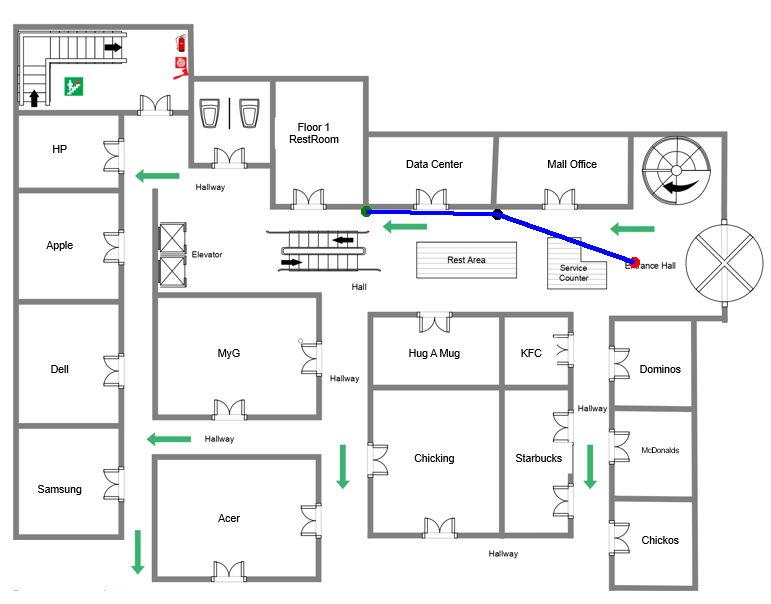 HP
Floor 1
RestRoom
Data Center
Mall Office
Hallway
Apple
Elevator
Rest Area
Service
Counter
Entrance Hall
Hall
MyG
Hallway
Hug A Mug
KFC
Dell
Dominos
Hallway
Hallway
Chicking
Starbucks
McDonalds
Samsung
Acer
Chickos
Hallway